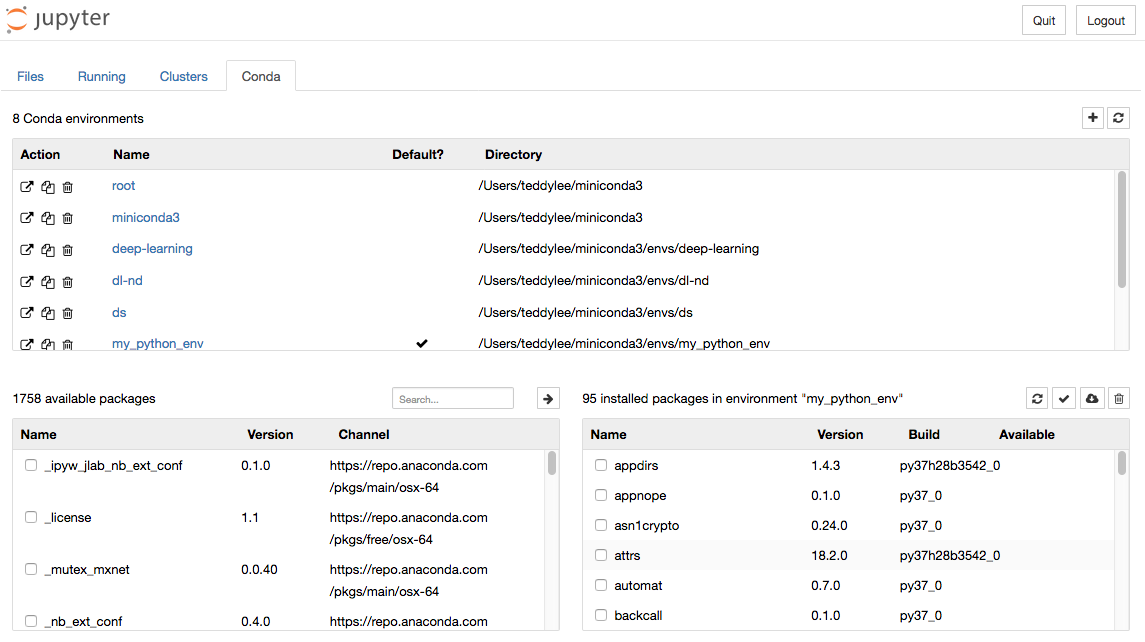 jupyter
Quit Logout
Files Running Clusters Conda
8 Conda environments
Action Name Default? Directory
root /Users/teddylee/miniconda3
miniconda3 /Users/teddylee/miniconda3
deep-learning /Users/teddylee/miniconda3/envs/deep-learning
dl-nd /Users/teddylee/miniconda3/envs/dl-nd
ds /Users/teddylee/miniconda3/envs/ds
my_python_env /Users/teddylee/miniconda3/envs/my_python_env
1758 available packages Search...
Name Version Channel
_ipyw_jlab_nb_ext_conf 0.1.0 https://repo.anaconda.com
/pkgs/main/osx-64
_license 1.1 https://repo.anaconda.com
/pkgs/free/osx-64
_mutex_mxnet 0.0.40 https://repo.anaconda.com
/pkgs/main/osx-64
_nb_ext_conf 0.4.0 https://repo.anaconda.com
95 installed packages in environment "my_python_env"
Name Version Build Available
appdirs 1.4.3 py37h28b3542_0
appnope 0.1.0 py37_0
asn1crypto 0.24.0 py37_0
attrs 18.2.0 py37h28b3542_0
automat 0.7.0 py37_0
backcall 0.1.0 py37_0